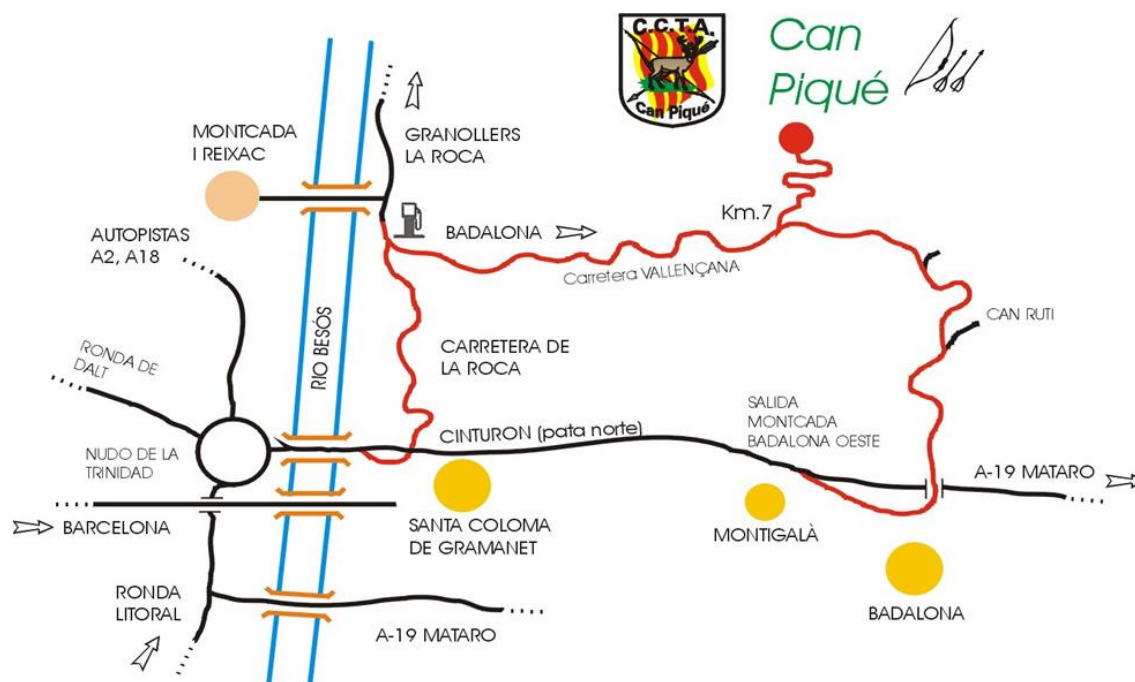 C.C.T.A.
Can Piqué
Can
Piqué
MONTCADA
I REIXAC
GRANOLLERS
LA ROCA
Km.7
AUTOPISTAS
A2, A18
BADALONA
Carretera VALLENÇANA
CAN RUTI
RONDA DE
DALT
RIO BESÓS
CARRETERA DE
LA ROCA
SALIDA
MONTCADA
BADALONA OESTE
CINTURON (pata norte)
NUDO DE LA
TRINIDAD
A-19 MATARO
BARCELONA
SANTA COLOMA
DE GRAMANET
MONTIGALÀ
RONDA
LITORAL
A-19 MATARO
BADALONA